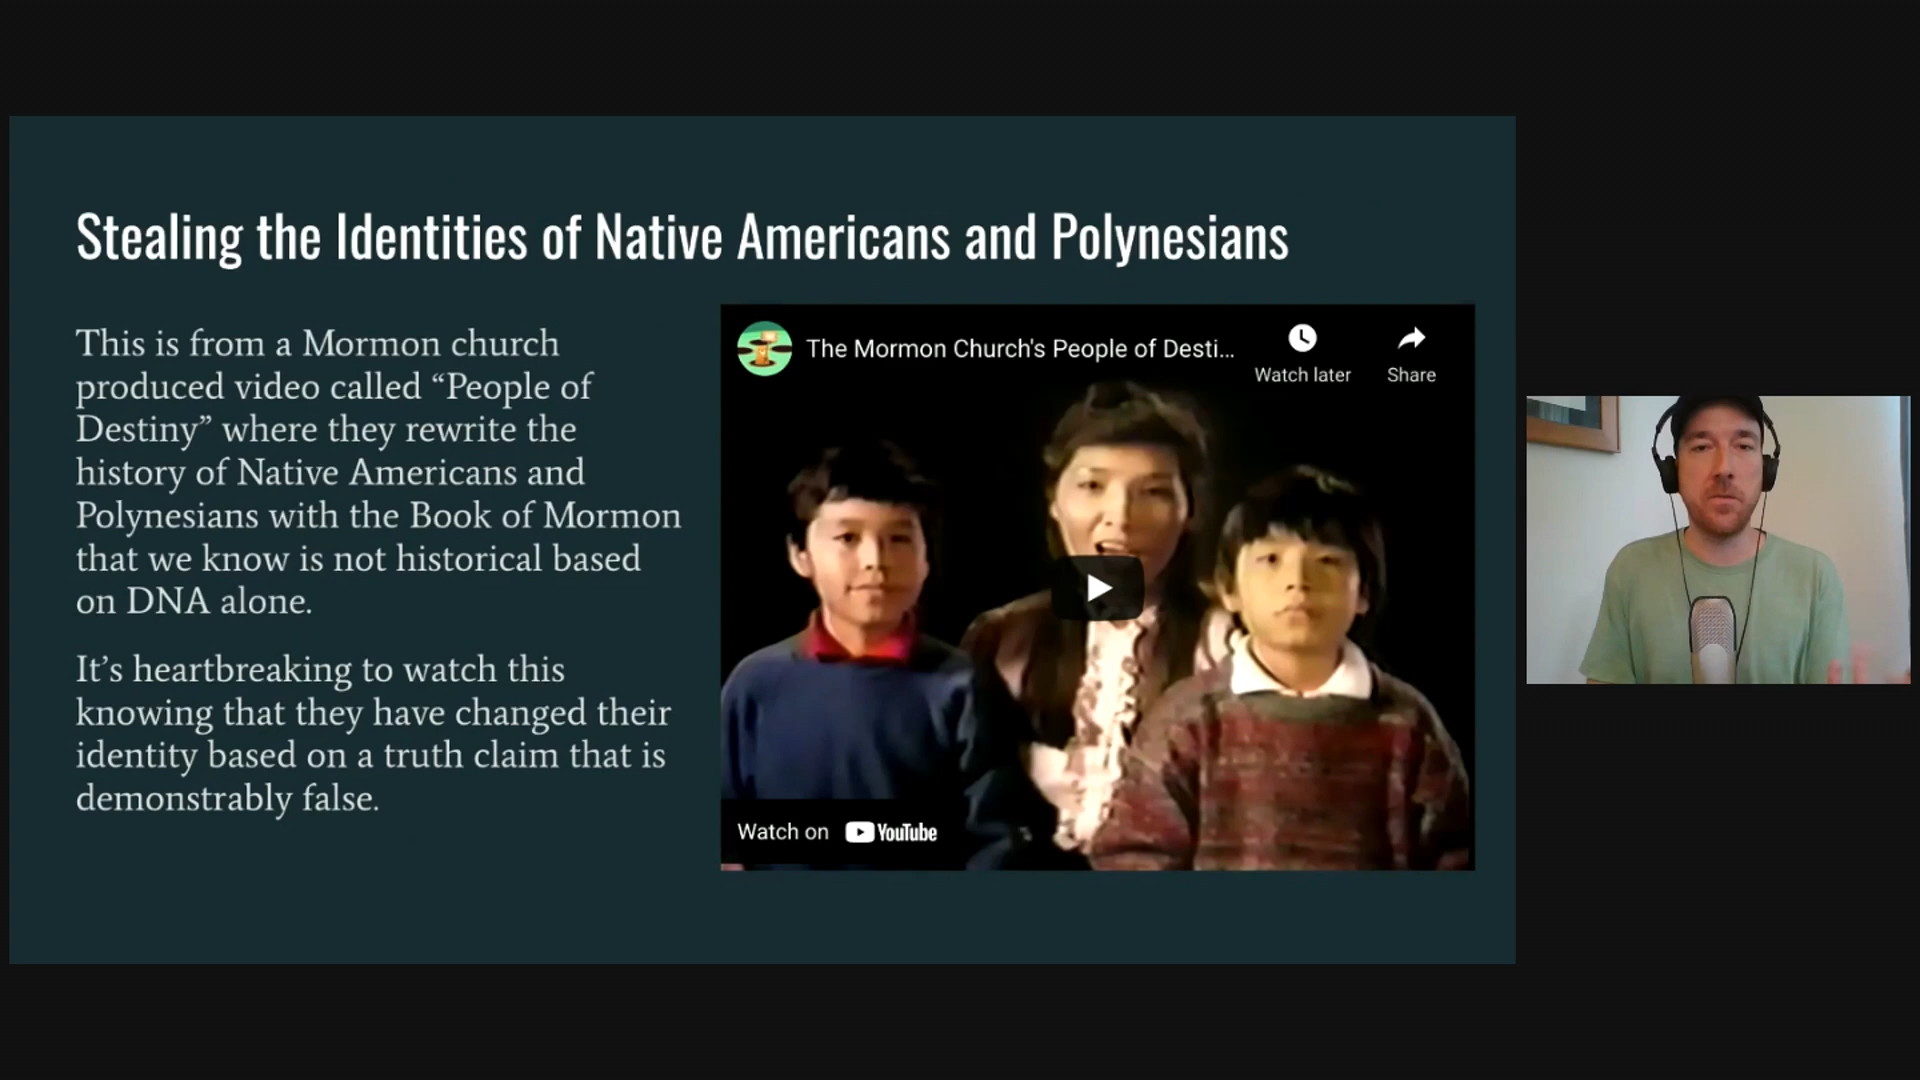 Stealing the Identities of Native Americans and Polynesians
This is from a Mormon church
produced video called “People of
Destiny” where they rewrite the
history of Native Americans and
Polynesians with the Book of Mormon
that we know is not historical based
on DNA alone.
It’s heartbreaking to watch this
knowing that they have changed their
identity based on a truth claim that is
demonstrably false.
The Mormon Church's People of Desti...
Watch later
Share
Watch on YouTube